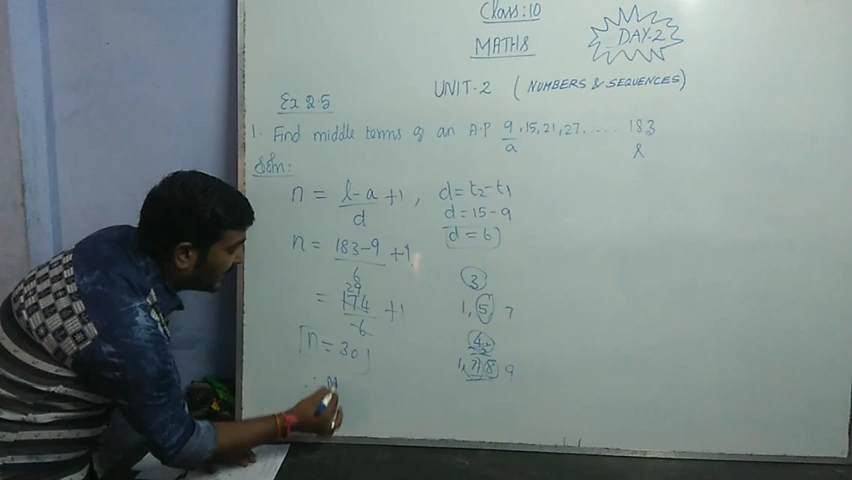 Class:10
MATHS
DAY-2
UNIT-2 (NUMBERS & SEQUENCES)
Ex 2.5
1. Find middle terms of an A.P 9, 15, 21, 27, ..... 183
a l
Soln:
n = l-a/d +1, d = t₂-t₁
d = 15-9
n = 183-9/6 +1
d = 6
3
29
= 174/6 +1
1, 5, 7
n = 30
4
1, 7, 8, 9
∴ M